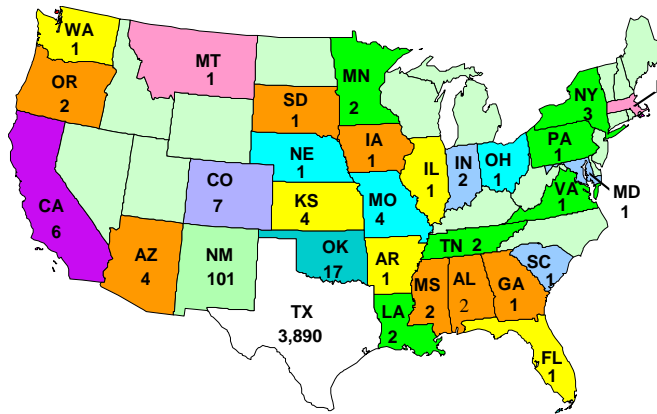 WA
1
MT
1
OR
2
MN
2
SD
1
NY
3
IA
1
PA
1
NE
1
IL
1
IN
2
OH
1
CO
7
KS
4
MO
4
VA
1
MD
1
CA
6
AZ
4
NM
101
OK
17
AR
1
TN 2
SC
1
MS
2
AL
2
GA
1
TX
3,890
LA
2
FL
1